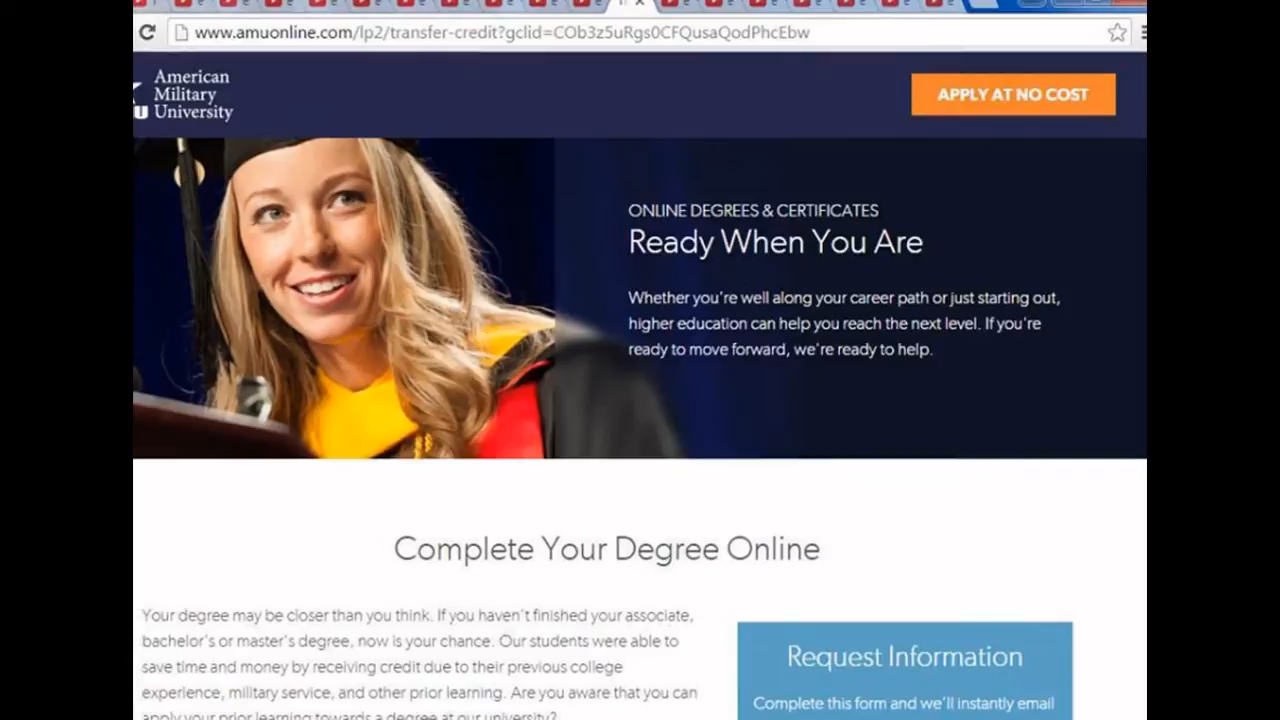 www.amuonline.com/lp2/transfer-credit?gclid=COb3z5uRgs0CFQusaQodPhcEbw
American
Military
University
U
APPLY AT NO COST
ONLINE DEGREES & CERTIFICATES
Ready When You Are
Whether you're well along your career path or just starting out,
higher education can help you reach the next level. If you're
ready to move forward, we're ready to help.
Complete Your Degree Online
Your degree may be closer than you think. If you haven't finished your associate,
bachelor's or master's degree, now is your chance. Our students were able to
save time and money by receiving credit due to their previous college
experience, military service, and other prior learning. Are you aware that you can
apply your prior learning towards a degree at our university?
Request Information
Complete this form and we'll instantly email